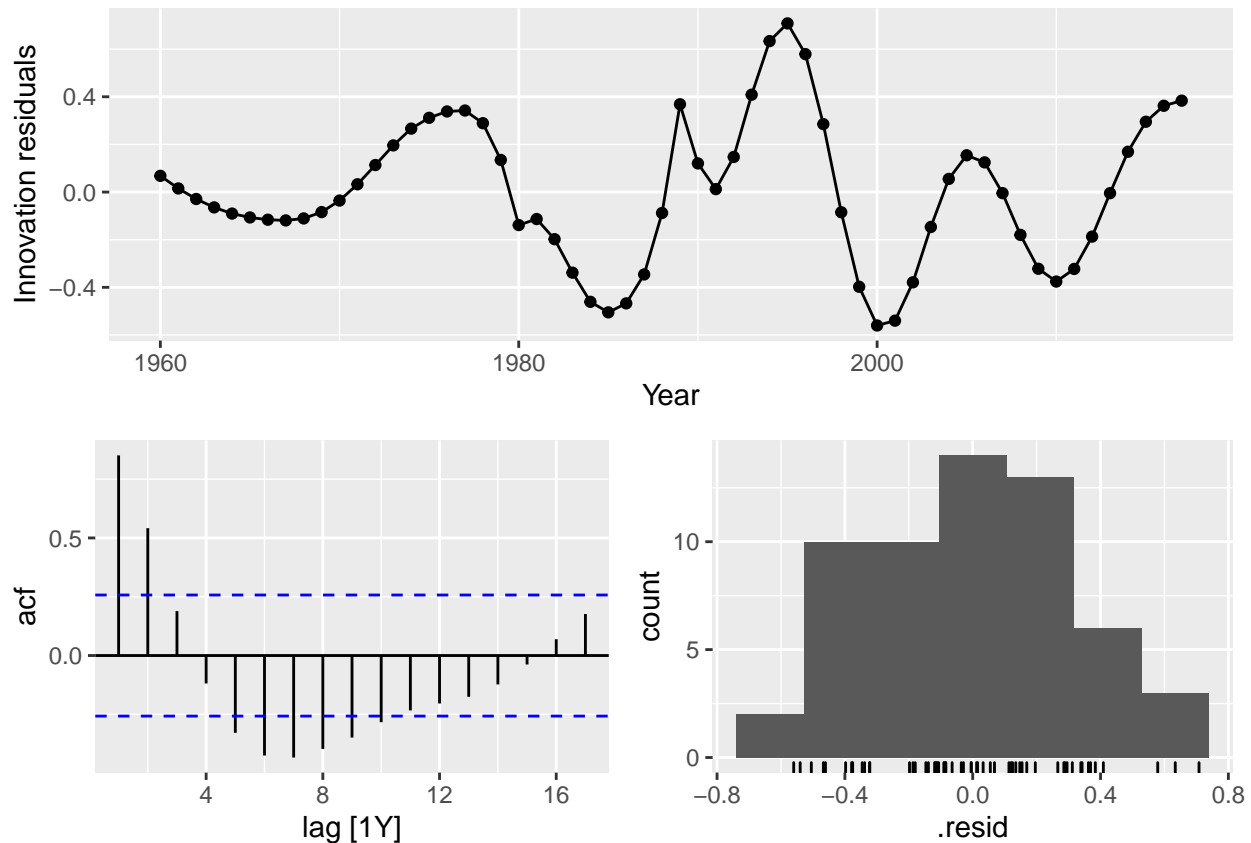 Innovation residuals
0.4
0.0
−0.4
1960 1980 2000
Year
acf
0.5
0.0
4 8 12 16
lag [1Y]
count
10
5
0
−0.8 −0.4 0.0 0.4 0.8
.resid